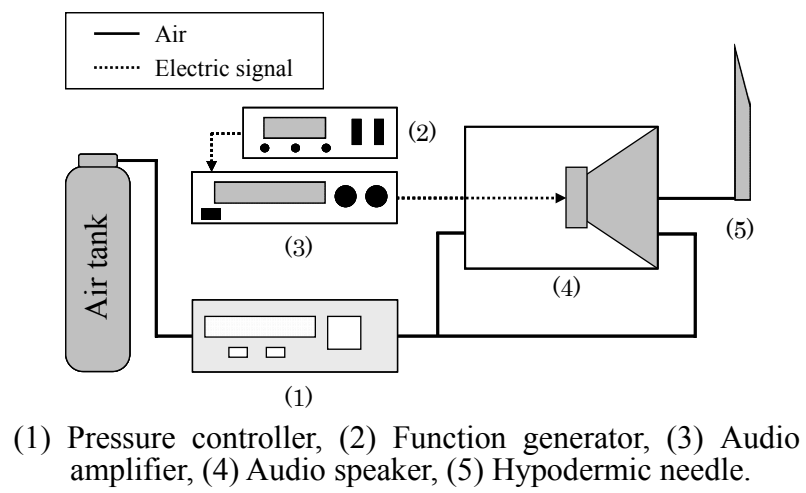 Air
Electric signal
(2)
(3)
Air tank
(5)
(4)
(1)
(1) Pressure controller, (2) Function generator, (3) Audio
amplifier, (4) Audio speaker, (5) Hypodermic needle.